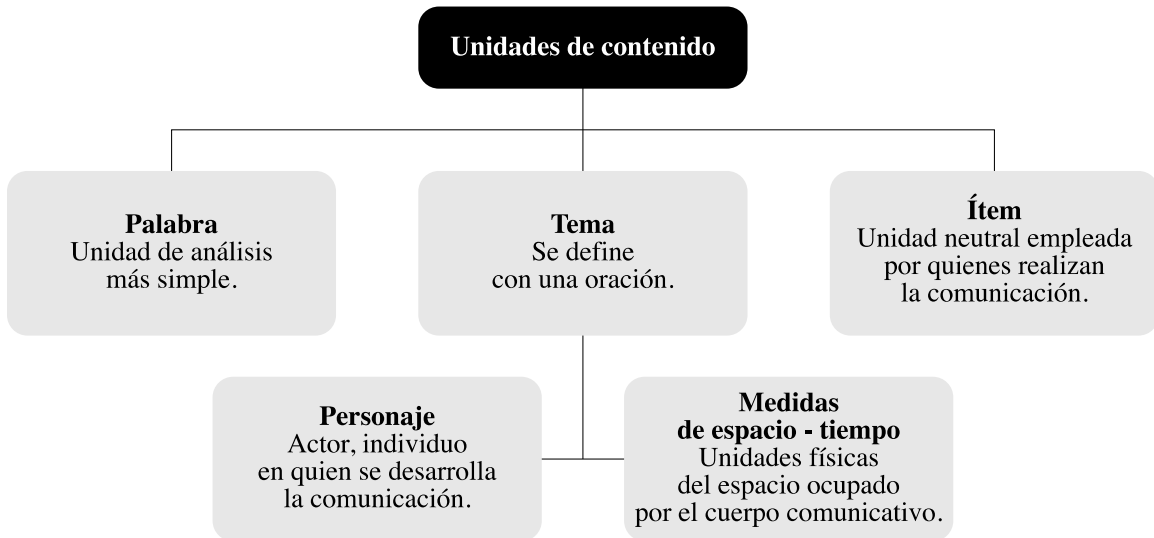 Unidades de contenido
Palabra
Unidad de análisis
más simple.
Tema
Se define
con una oración.
Ítem
Unidad neutral empleada
por quienes realizan
la comunicación.
Personaje
Actor, individuo
en quien se desarrolla
la comunicación.
Medidas
de espacio - tiempo
Unidades físicas
del espacio ocupado
por el cuerpo comunicativo.